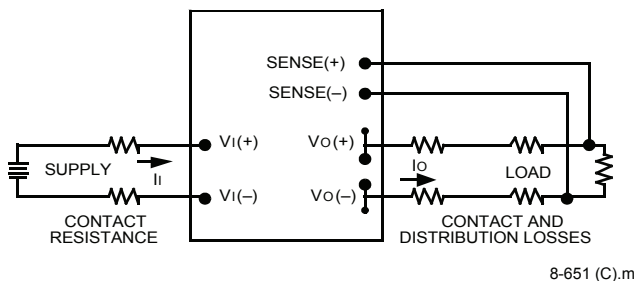 SENSE(+)
SENSE(–)
VI(+)
VO(+)
SUPPLY
II
IO
LOAD
VI(–)
VO(–)
CONTACT
RESISTANCE
CONTACT AND
DISTRIBUTION LOSSES
8-651 (C).m